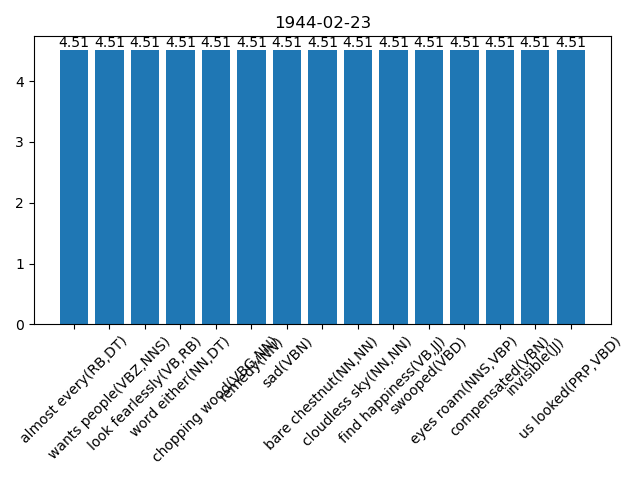 1944-02-23
4.51 4.51 4.51 4.51 4.51 4.51 4.51 4.51 4.51 4.51 4.51 4.51 4.51 4.51 4.51
4
3
2
1
0
almost every(RB,DT)
wants people(VBZ,NNS)
look fearlessly(VB,RB)
word either(NN,DT)
chopping wood(VBG,NN)
remedy(NN)
sad(VBN)
bare chestnut(NN,NN)
cloudless sky(NN,NN)
find happiness(VB,JJ)
swooped(VBD)
eyes roam(NNS,VBP)
compensated(VBN)
invisible(JJ)
us looked(PRP,VBD)